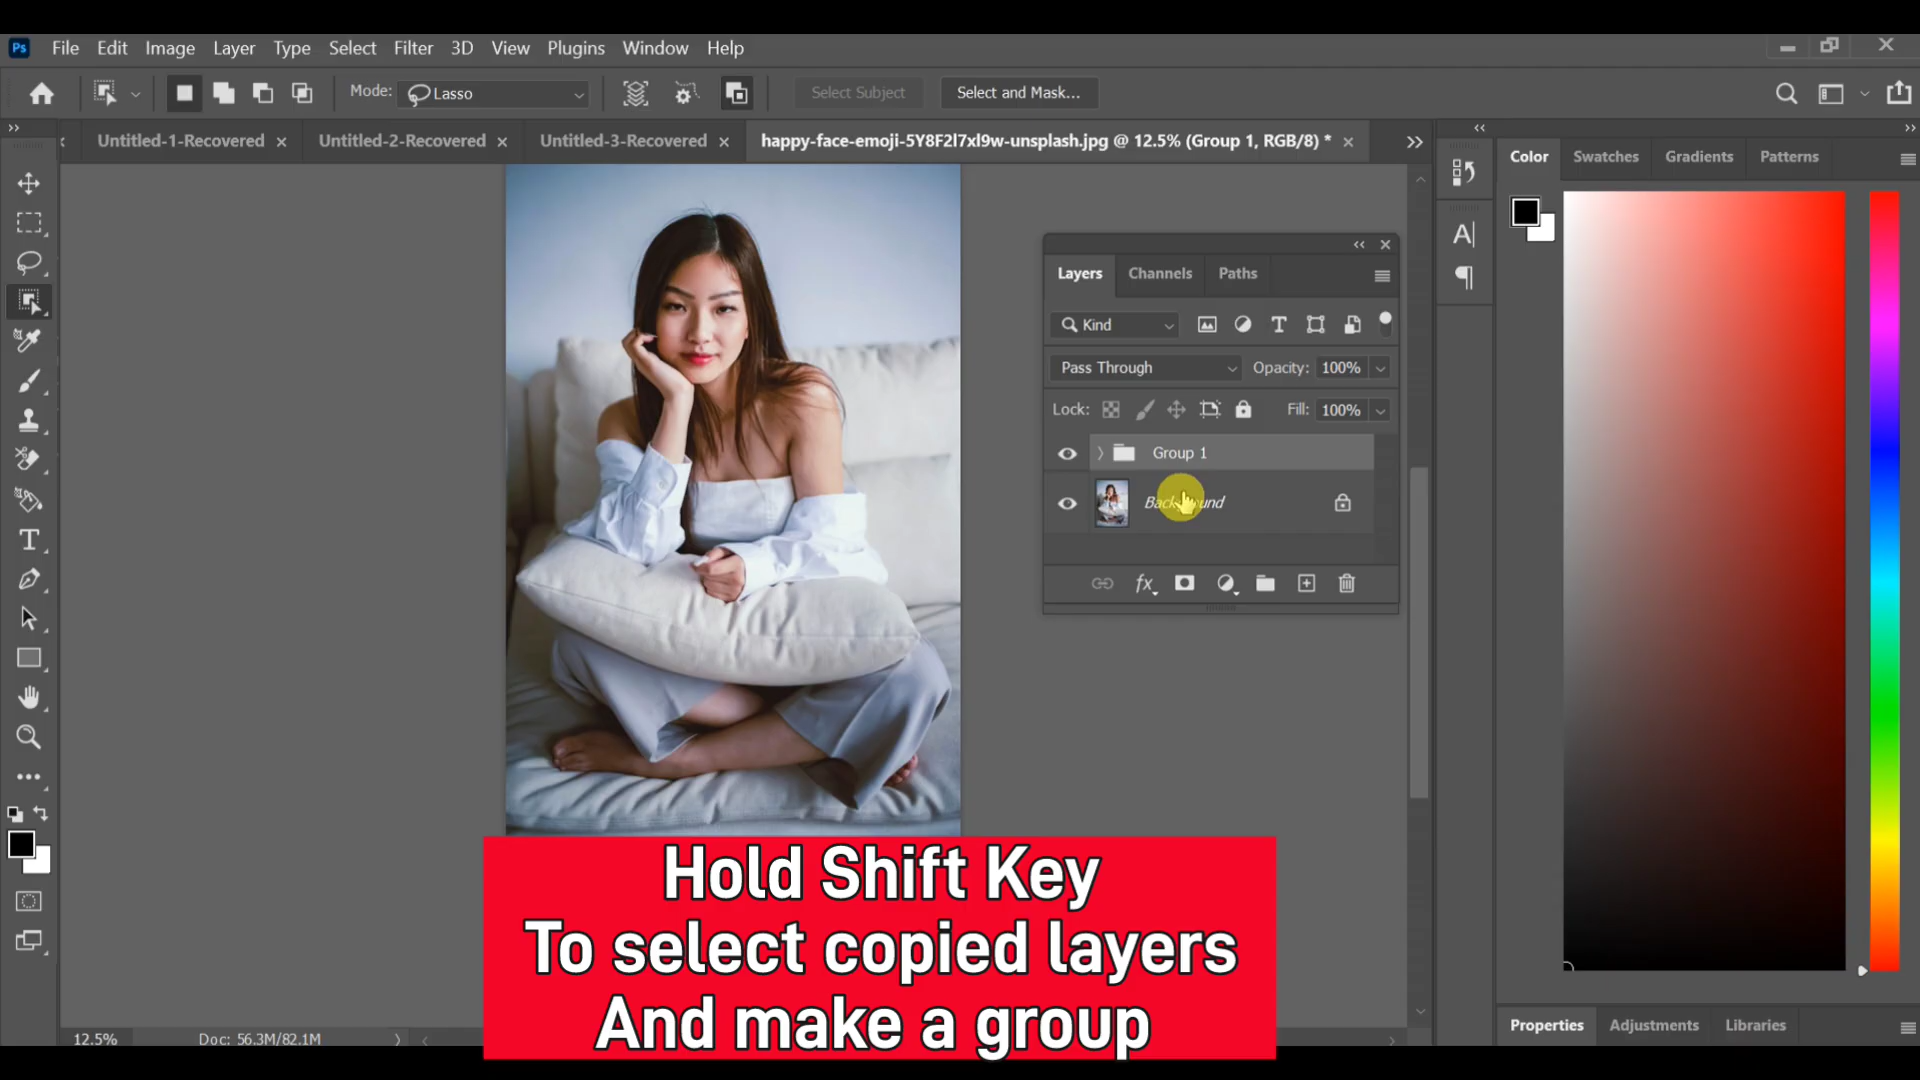 Ps File Edit Image Layer Type Select Filter 3D View Plugins Window Help
Mode: Lasso Select Subject Select and Mask...
Untitled-1-Recovered Untitled-2-Recovered Untitled-3-Recovered happy-face-emoji-5Y8F2l7xl9w-unsplash.jpg @ 12.5% (Group 1, RGB/8) *
Color Swatches Gradients Patterns
Layers Channels Paths
Kind
Pass Through Opacity: 100%
Lock: Fill: 100%
Group 1
Background
fx
Hold Shift Key
To select copied layers
And make a group
12.5% Doc: 56.3M/82.1M
Properties Adjustments Libraries